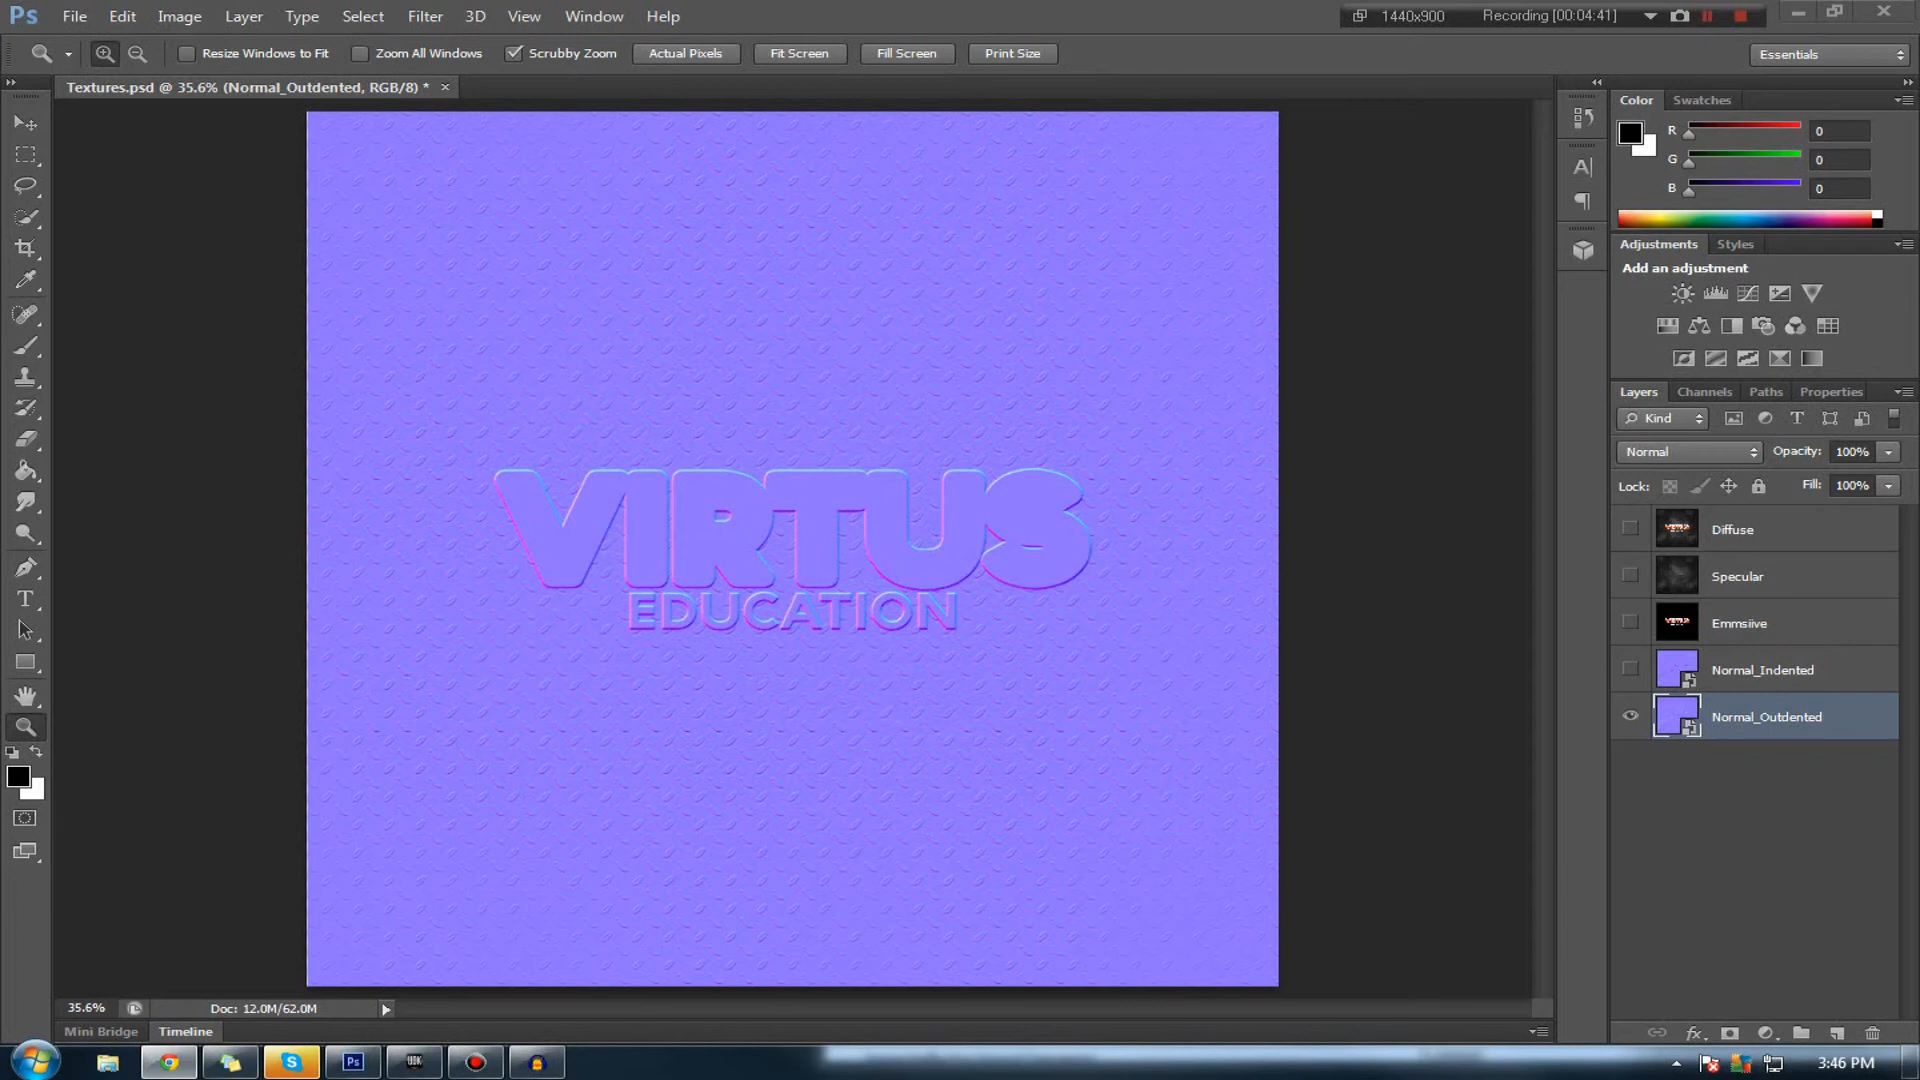 Ps File Edit Image Layer Type Select Filter 3D View Window Help 1440x900 Recording [00:04:41]
Resize Windows to Fit Zoom All Windows Scrubby Zoom Actual Pixels Fit Screen Fill Screen Print Size Essentials
Textures.psd @ 35.6% (Normal_Outdented, RGB/8) *
Color Swatches
R 0
G 0
B 0
Adjustments Styles
Add an adjustment
Layers Channels Paths Properties
Kind
Normal Opacity: 100%
Lock: Fill: 100%
Diffuse
Specular
Emmsiive
Normal_Indented
Normal_Outdented
VIRTUS
EDUCATION
35.6% Doc: 12.0M/62.0M
Mini Bridge Timeline
3:46 PM